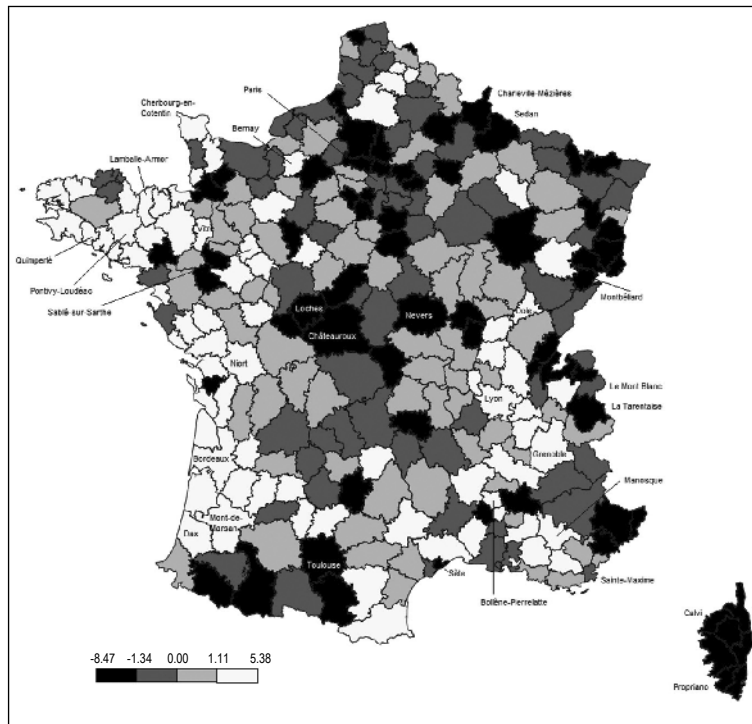 Charleville-Mézières
Paris
Sedan
Cherbourg-en-
Cotentin
Bernay
Lamballe-Armor
Vitré
Quimperlé
Pontivy-Loudéac
Sablé sur Sarthe
Montbéliard
Loches
Nevers
Dole
Châteauroux
Niort
Le Mont Blanc
Lyon
La Tarentaise
Bordeaux
Grenoble
Manosque
Mont-de-
Marsan
Dax
Toulouse
Sète
Sainte-Maxime
Bollène-Pierrelatte
Calvi
-8.47 -1.34 0.00 1.11 5.38
Propriano